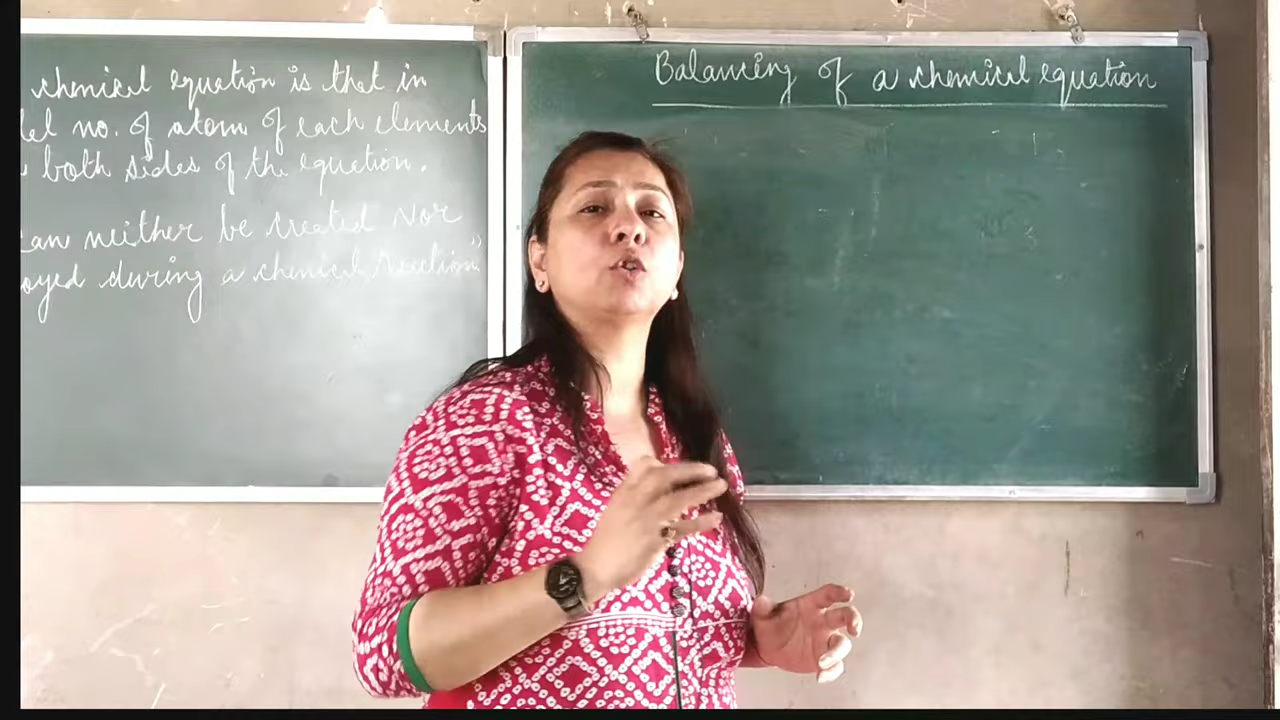 chemical equation is that in
no. of atom of each elements
both sides of the equation.
can neither be created Nor
oyed during a chemical Reaction"
Balancing of a chemical equation